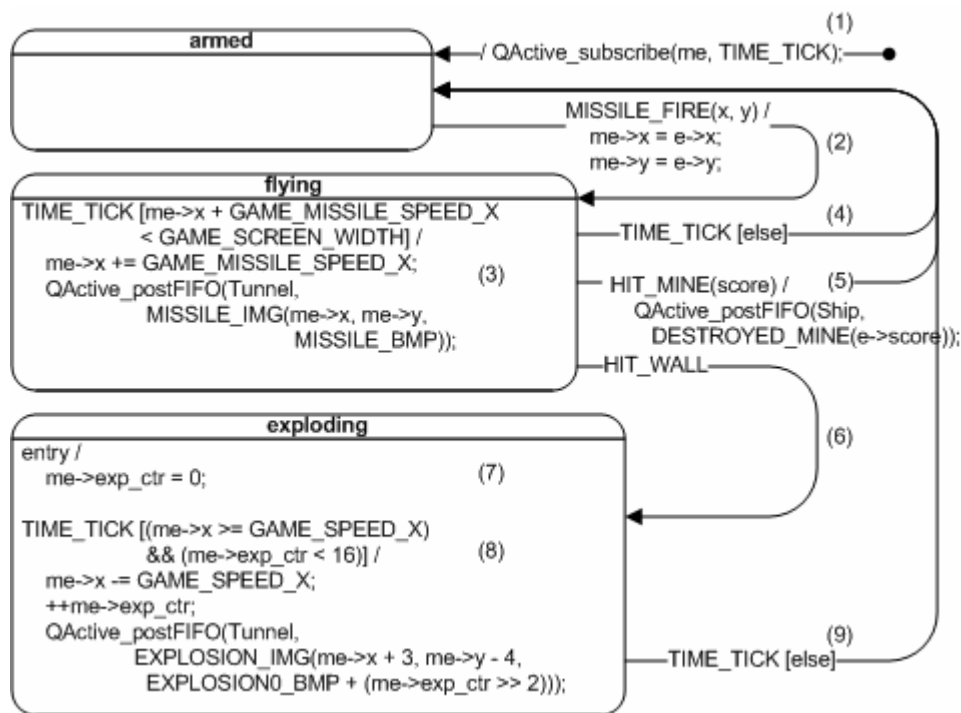 (1)
armed
/ QActive_subscribe(me, TIME_TICK);
MISSILE_FIRE(x, y) /
me->x = e->x;
me->y = e->y;
(2)
flying
TIME_TICK [me->x + GAME_MISSILE_SPEED_X
< GAME_SCREEN_WIDTH] /
me->x += GAME_MISSILE_SPEED_X;
QActive_postFIFO(Tunnel,
MISSILE_IMG(me->x, me->y,
MISSILE_BMP));
(3)
(4)
TIME_TICK [else]
(5)
HIT_MINE(score) /
QActive_postFIFO(Ship,
DESTROYED_MINE(e->score));
HIT_WALL
(6)
exploding
entry /
me->exp_ctr = 0;
(7)
TIME_TICK [(me->x >= GAME_SPEED_X)
&& (me->exp_ctr < 16)] /
(8)
me->x -= GAME_SPEED_X;
++me->exp_ctr;
QActive_postFIFO(Tunnel,
EXPLOSION_IMG(me->x + 3, me->y - 4,
EXPLOSION0_BMP + (me->exp_ctr >> 2)));
(9)
TIME_TICK [else]